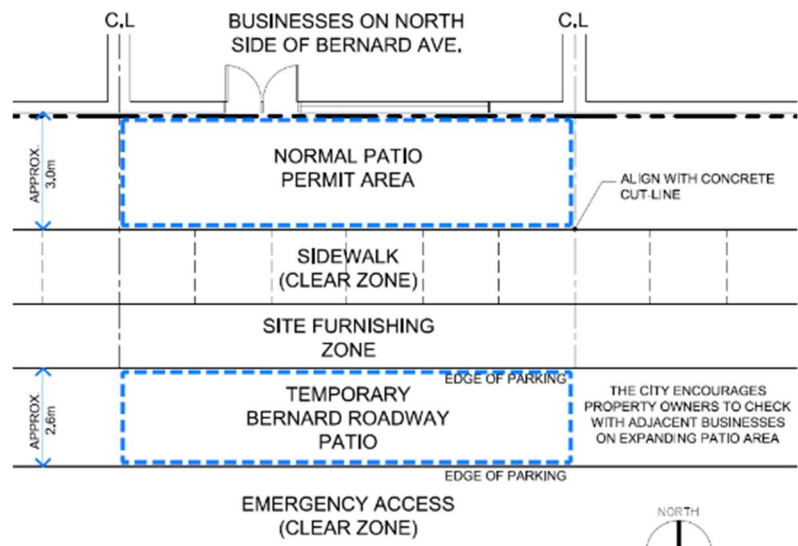 C.L
BUSINESSES ON NORTH
SIDE OF BERNARD AVE.
C.L
APPROX.
3.0m
NORMAL PATIO
PERMIT AREA
ALIGN WITH CONCRETE
CUT-LINE
SIDEWALK
(CLEAR ZONE)
SITE FURNISHING
ZONE
EDGE OF PARKING
APPROX
2.6m
TEMPORARY
BERNARD ROADWAY
PATIO
THE CITY ENCOURAGES
PROPERTY OWNERS TO CHECK
WITH ADJACENT BUSINESSES
ON EXPANDING PATIO AREA
EDGE OF PARKING
EMERGENCY ACCESS
(CLEAR ZONE)
NORTH